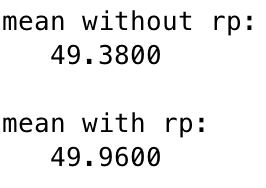 mean without rp:
49.3800
mean with rp:
49.9600